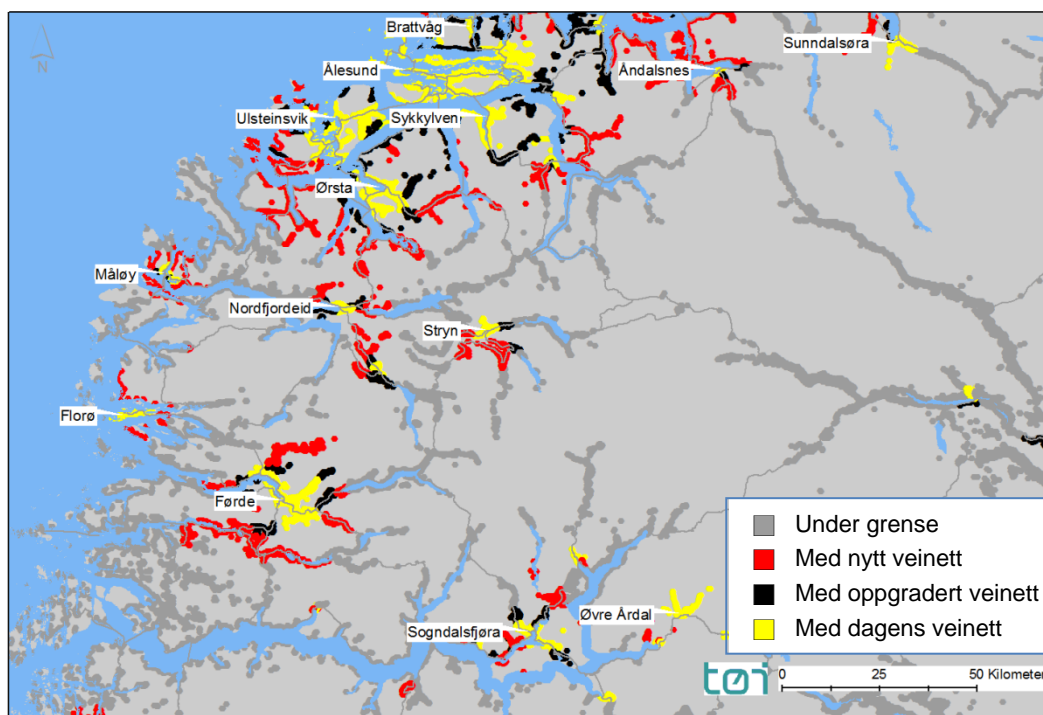 Brattvåg
Sunndalsøra
Ålesund
Åndalsnes
N
Ulsteinsvik
Sykkylven
Ørsta
Måløy
Nordfjordeid
Stryn
Florø
Førde
Øvre Årdal
Sogndalsfjøra
Under grense
Med nytt veinett
Med oppgradert veinett
Med dagens veinett
tøi
0 25 50 Kilometer